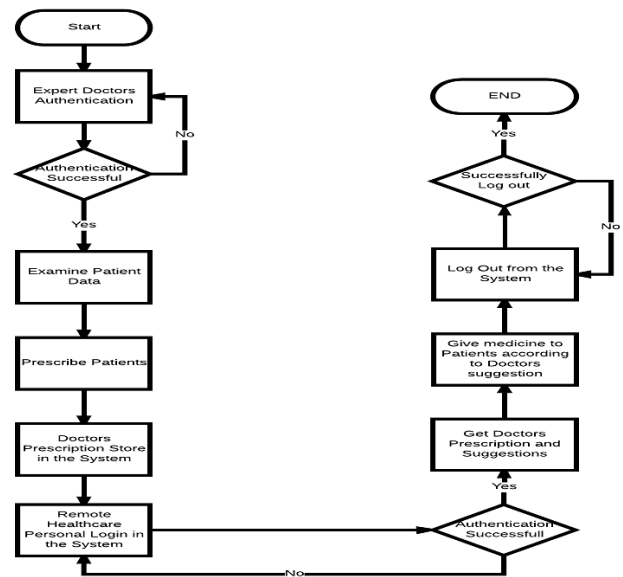 Start
Expert Doctors
Authentication
No
Authentication
Successful
Yes
Examine Patient
Data
Prescribe Patients
Doctors
Prescription Store
in the System
Remote
Healthcare
Personal Login in
the System
No
Authentication
Successfull
Yes
Get Doctors
Prescription and
Suggestions
Give medicine to
Patients according
to Doctors
suggestion
Log Out from the
System
No
Successfully
Log out
Yes
END